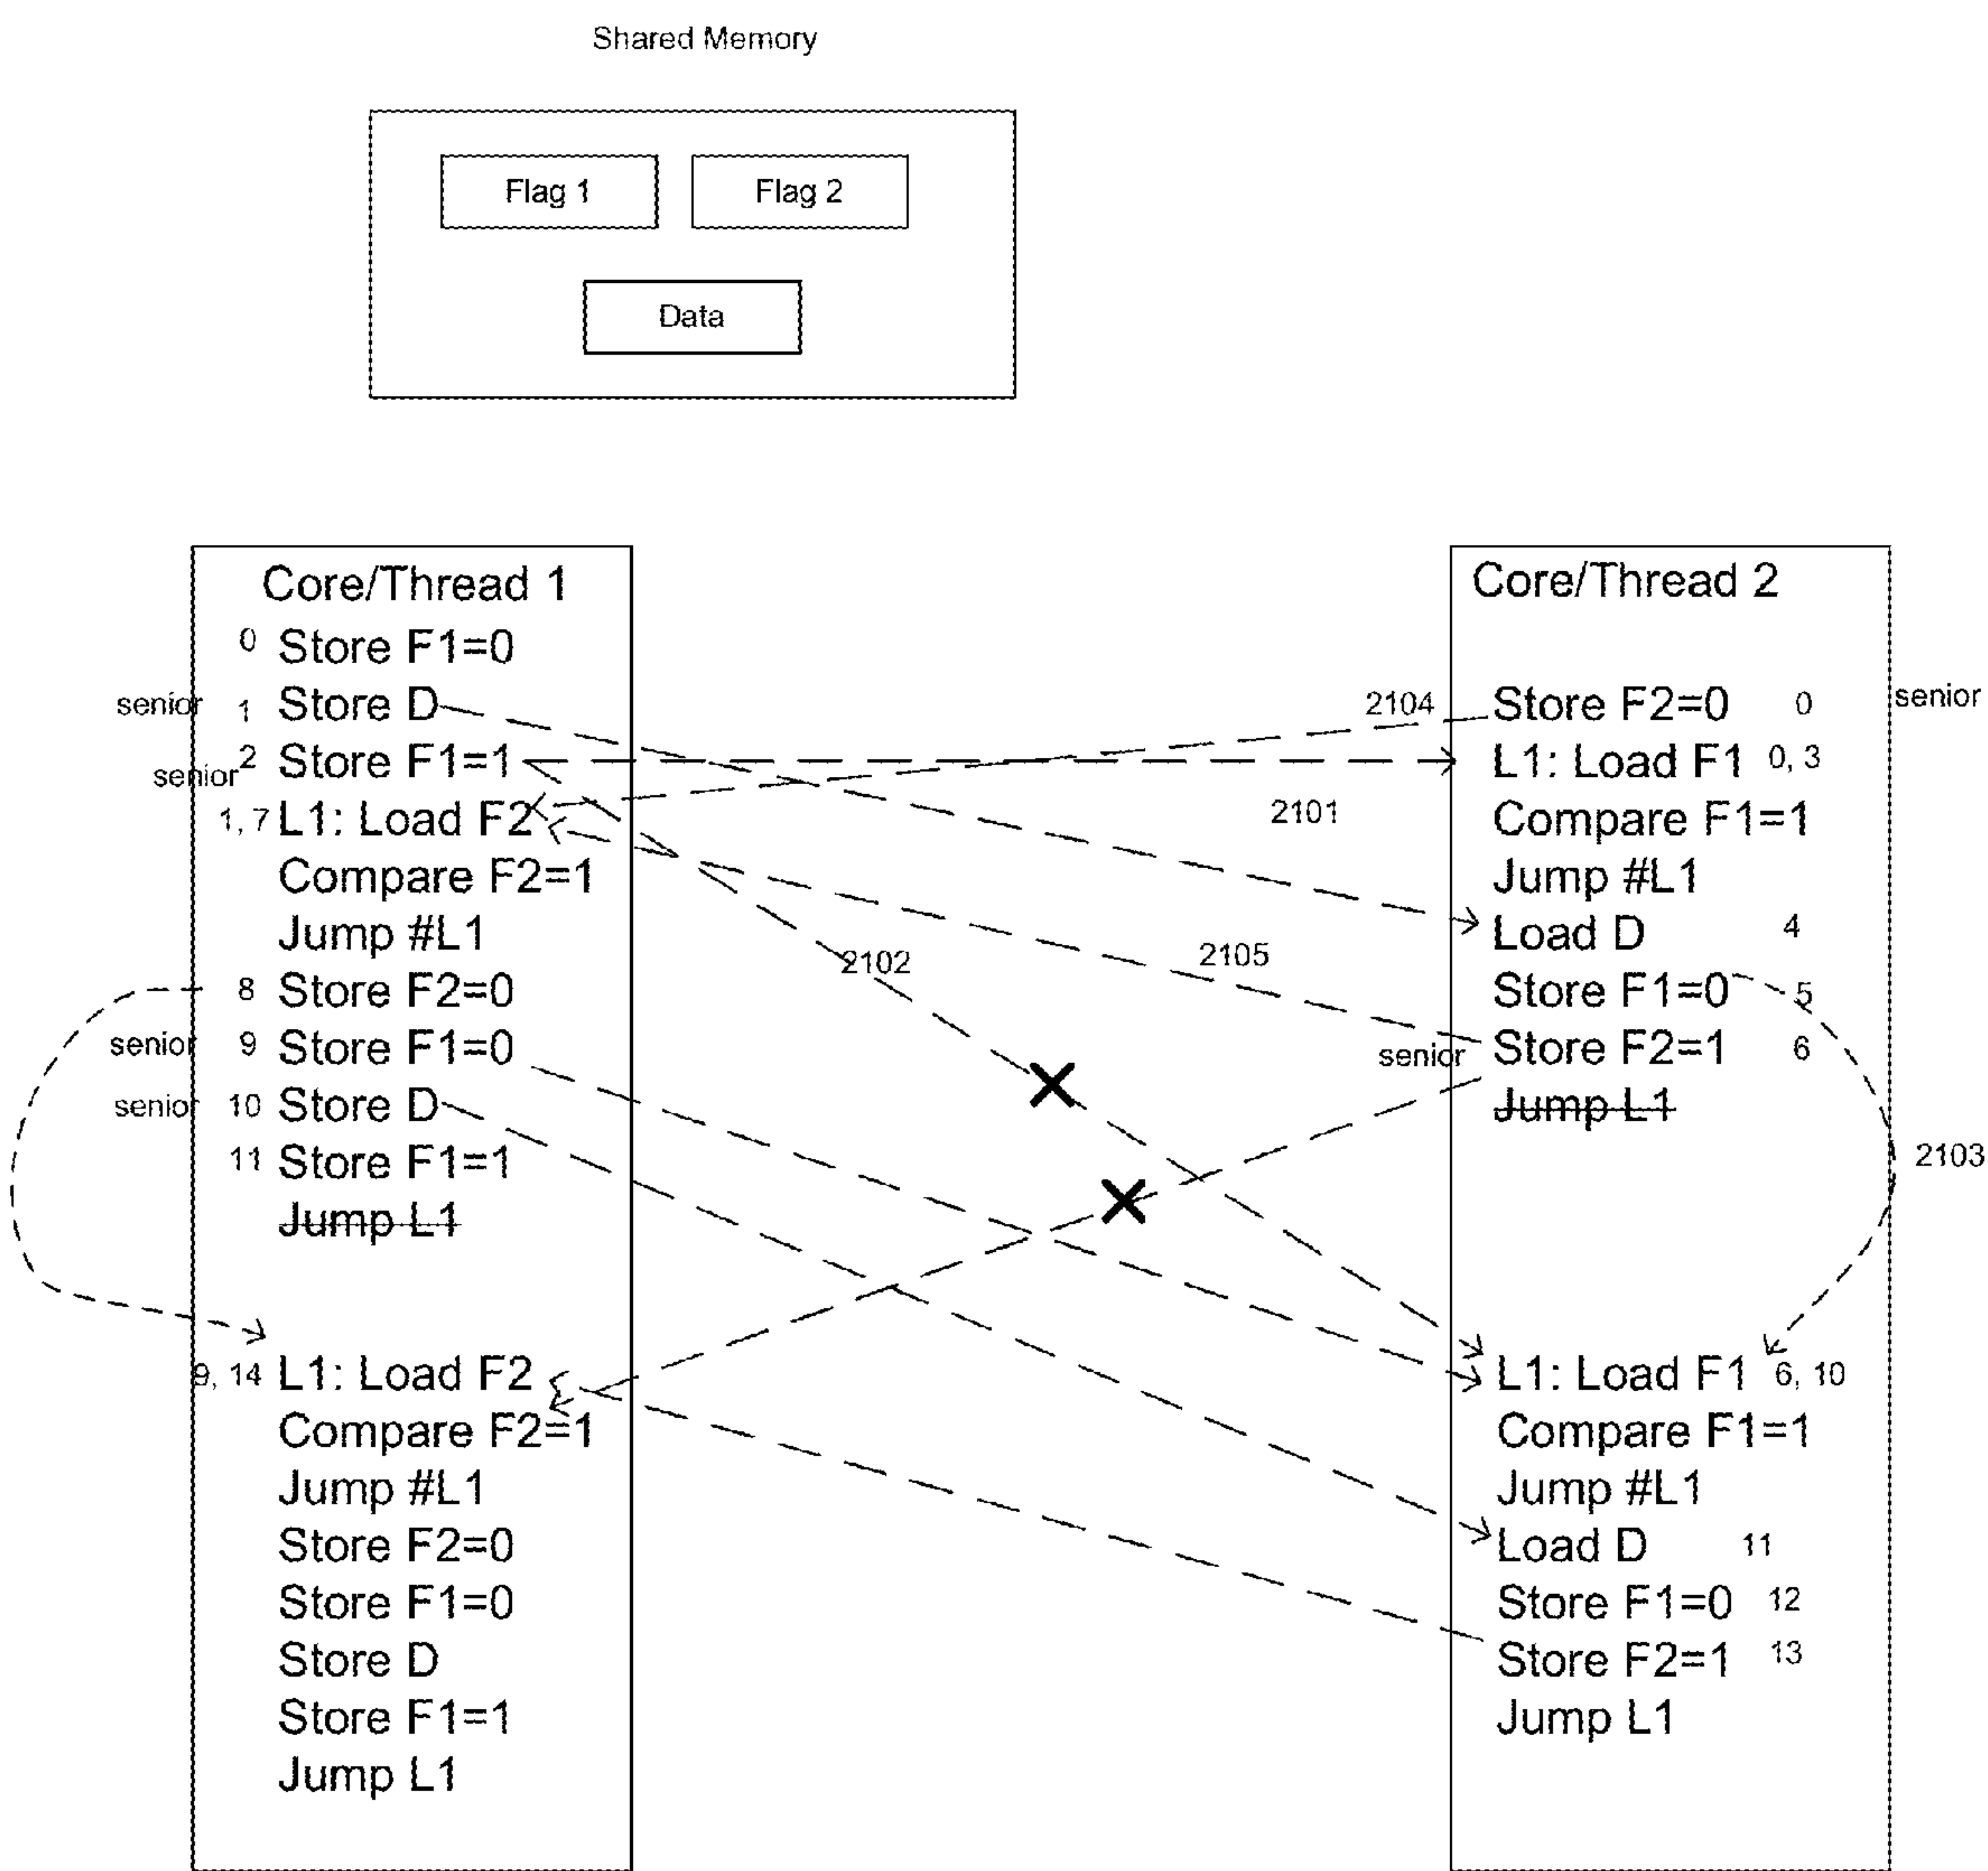 Shared Memory
Flag 1 Flag 2
Data
Core/Thread 1
0 Store F1=0
senior 1 Store D
senior 2 Store F1=1
1, 7 L1: Load F2
Compare F2=1
Jump #L1
8 Store F2=0
senior 9 Store F1=0
senior 10 Store D
11 Store F1=1
Jump L1
9, 14 L1: Load F2
Compare F2=1
Jump #L1
Store F2=0
Store F1=0
Store D
Store F1=1
Jump L1
2104
2101
2102
2105
Core/Thread 2
Store F2=0 0 senior
L1: Load F1 0, 3
Compare F1=1
Jump #L1
Load D 4
Store F1=0 5
senior Store F2=1 6
Jump L1
2103
L1: Load F1 6, 10
Compare F1=1
Jump #L1
Load D 11
Store F1=0 12
Store F2=1 13
Jump L1